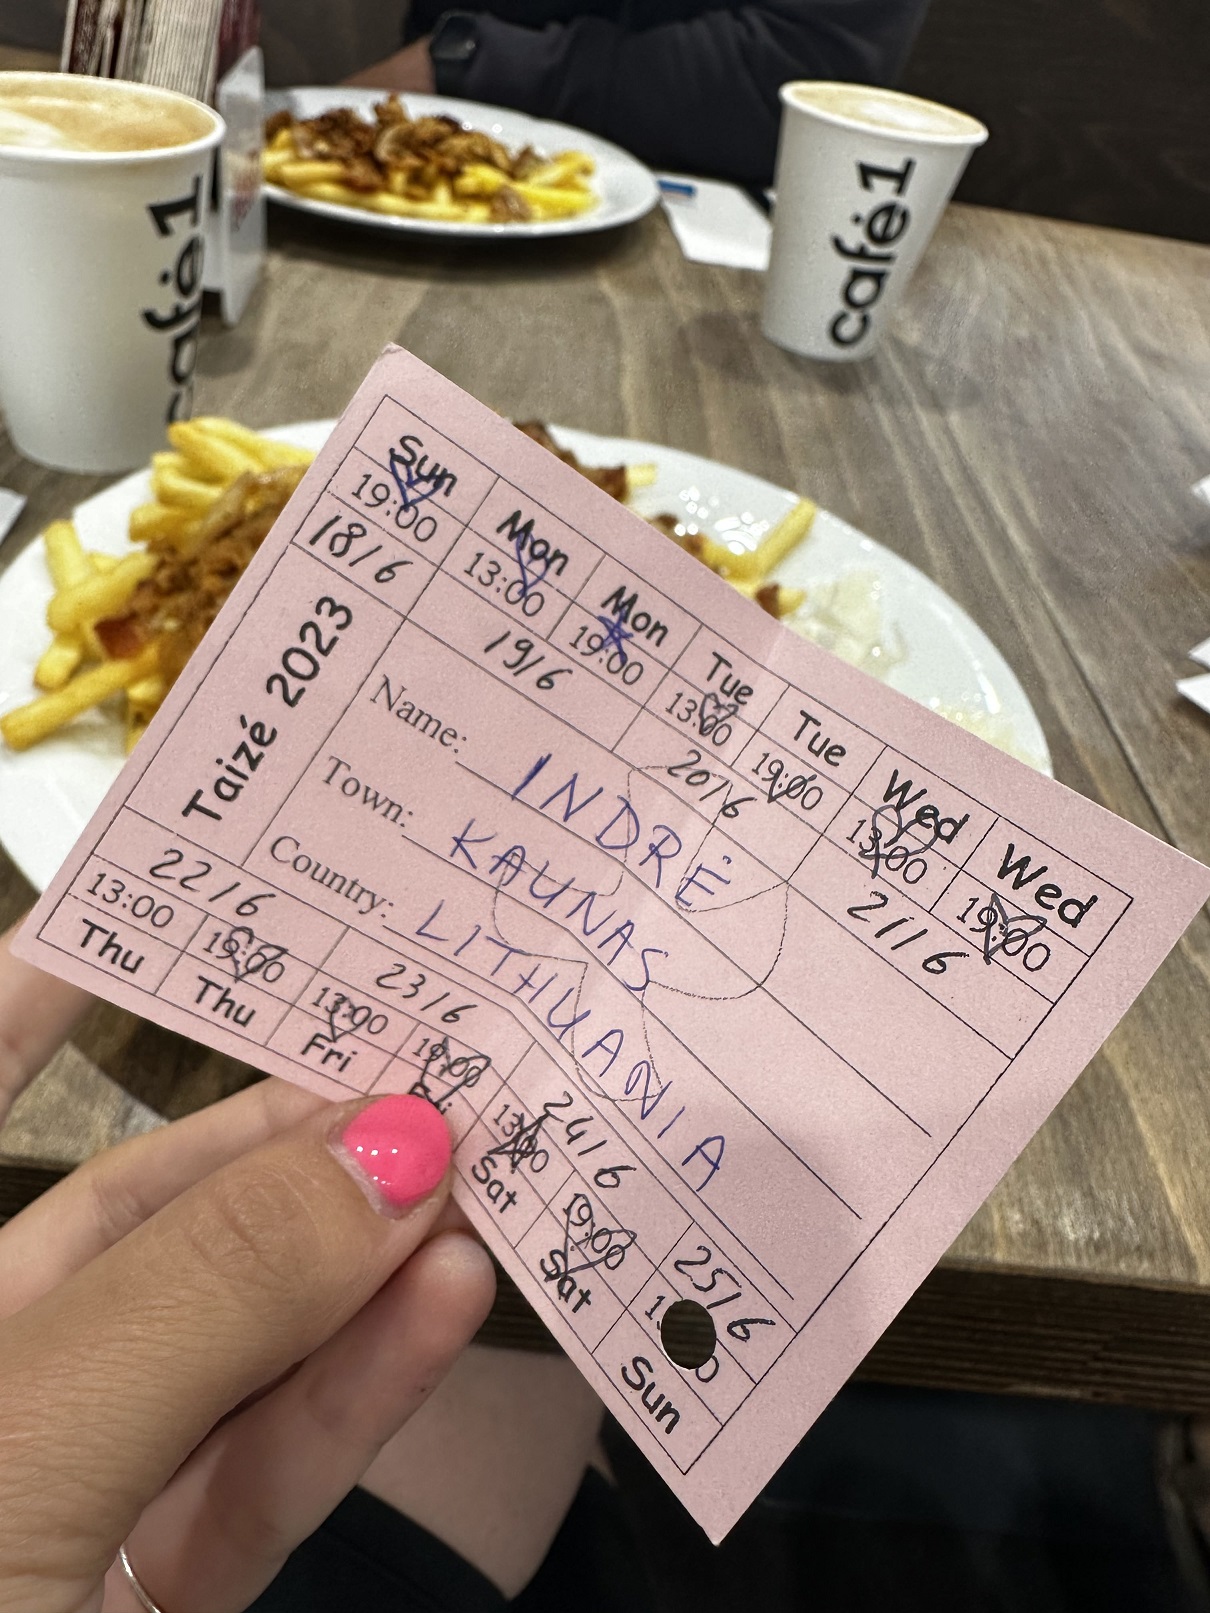 café1
café1
Sun Mon Mon Tue Tue Wed Wed
19:00 13:00 19:00 13:00 19:00 13:00 19:00
18/6 19/6 20/6 21/6
Taizé 2023
Name: INDRĖ
Town: KAUNAS
Country: LITHUANIA
22/6 23/6 24/6 25/6
13:00 19:00 13:00 19:00 13:00 19:00
Thu Thu Fri Fri Sat Sat Sun